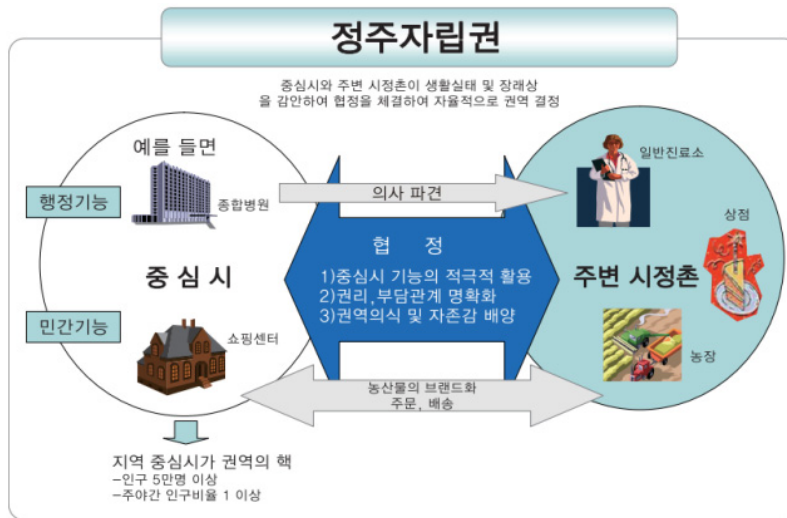 정주자립권
중심시와 주변 시정촌이 생활실태 및 장래상
을 감안하여 협정을 체결하여 자율적으로 권역 결정
예를 들면
행정기능
종합병원
중심시
민간기능
쇼핑센터
의사 파견
협 정
1)중심시 기능의 적극적 활용
2)권리,부담관계 명확화
3)권역의식 및 자존감 배양
농산물의 브랜드화
주문, 배송
일반진료소
상점
주변 시정촌
농장
지역 중심시가 권역의 핵
-인구 5만명 이상
-주야간 인구비율 1 이상